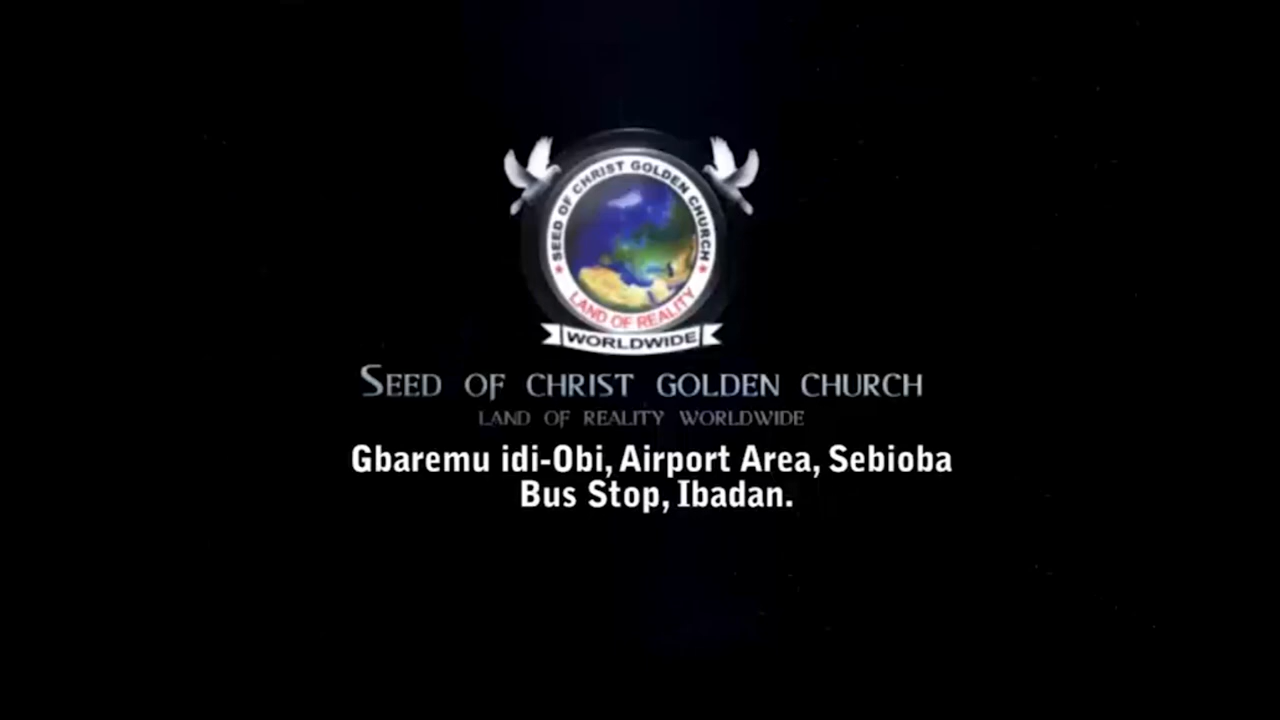 SEED OF CHRIST GOLDEN CHURCH
LAND OF REALITY
WORLDWIDE
SEED OF CHRIST GOLDEN CHURCH
LAND OF REALITY WORLDWIDE
Gbaremu idi-Obi, Airport Area, Sebioba
Bus Stop, Ibadan.